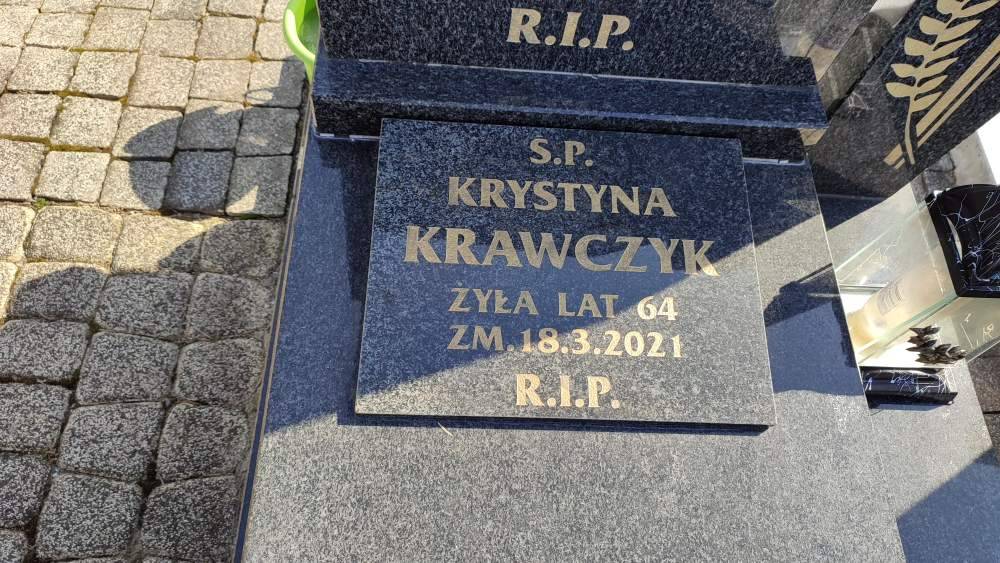 R.I.P.
Ś.P.
KRYSTYNA
KRAWCZYK
ŻYŁA LAT 64
ZM. 18.3.2021
R.I.P.